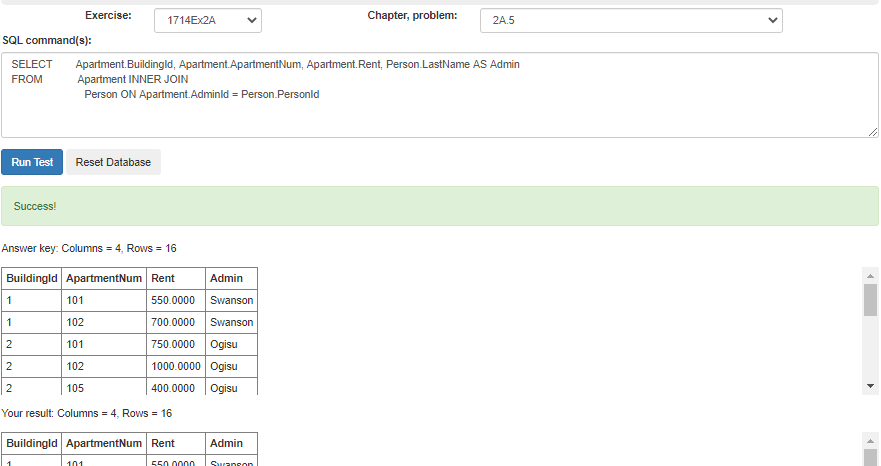 Exercise: 1714Ex2A Chapter, problem: 2A.5
SQL command(s):
SELECT Apartment.BuildingId, Apartment.ApartmentNum, Apartment.Rent, Person.LastName AS Admin
FROM Apartment INNER JOIN
Person ON Apartment.AdminId = Person.PersonId
Run Test Reset Database
Success!
Answer key: Columns = 4, Rows = 16
BuildingId ApartmentNum Rent Admin
1 101 550.0000 Swanson
1 102 700.0000 Swanson
2 101 750.0000 Ogisu
2 102 1000.0000 Ogisu
2 105 400.0000 Ogisu
Your result: Columns = 4, Rows = 16
BuildingId ApartmentNum Rent Admin
1 101 550.0000 Swanson